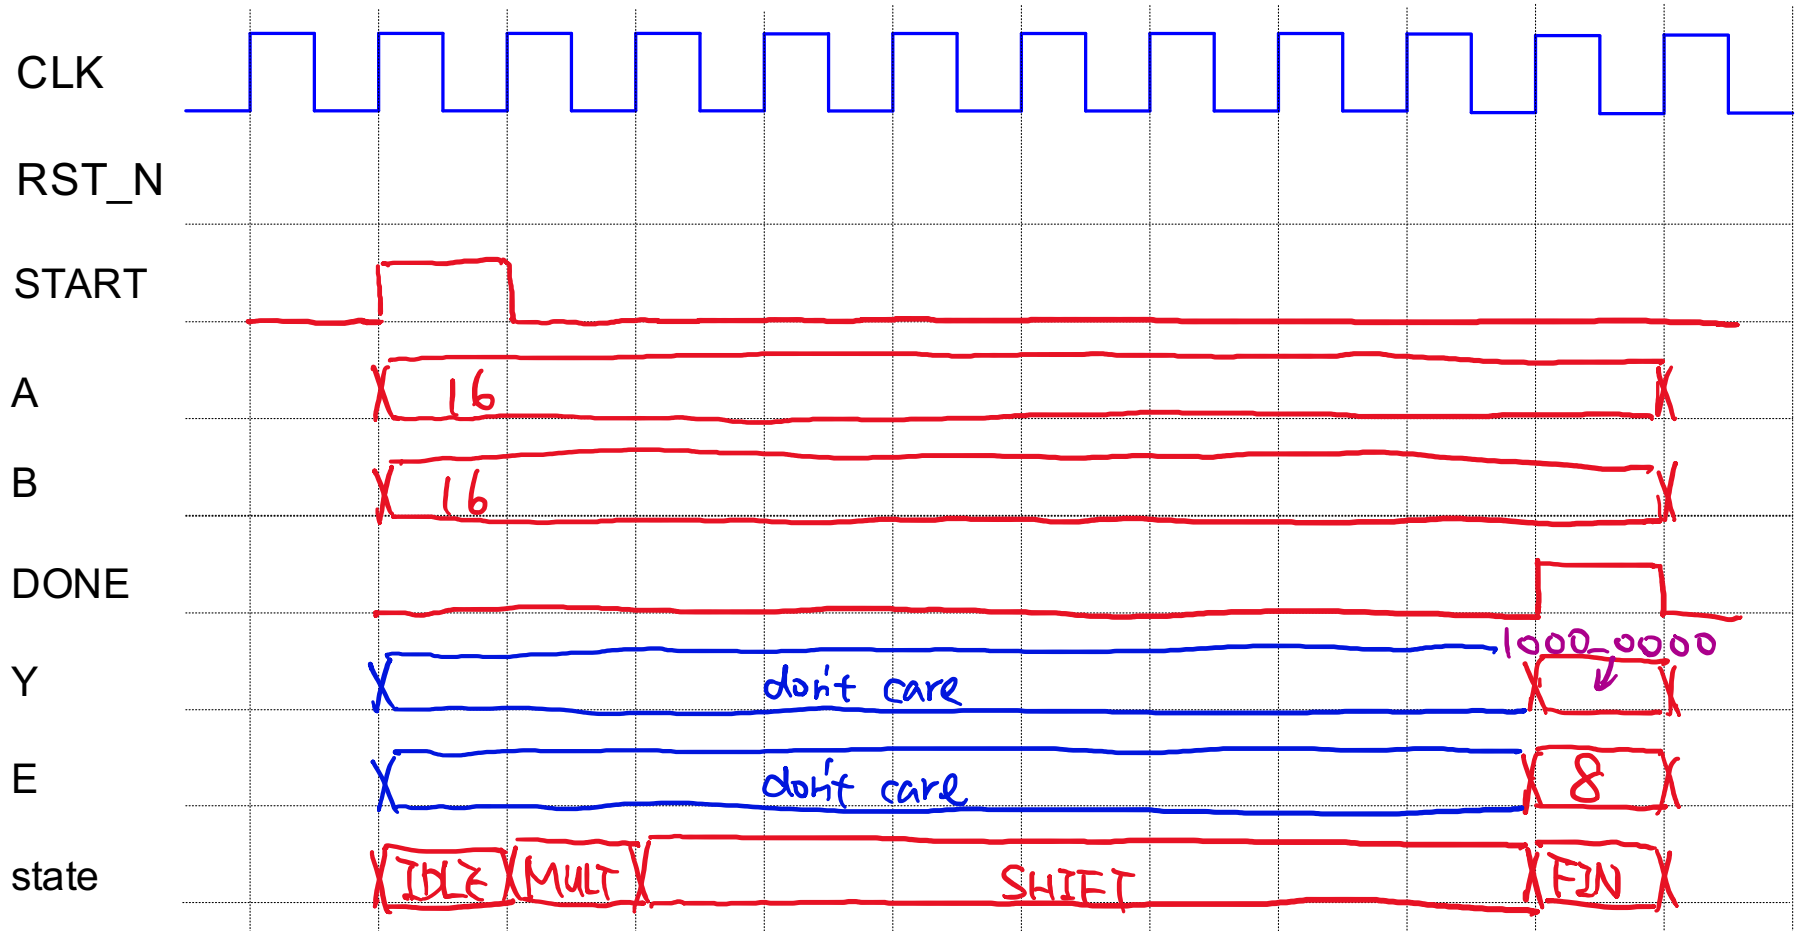 CLK
RST_N
START
A 16
B 16
DONE
1000_0000
Y don't care
E don't care 8
state IDLE MULT SHIFT FIN